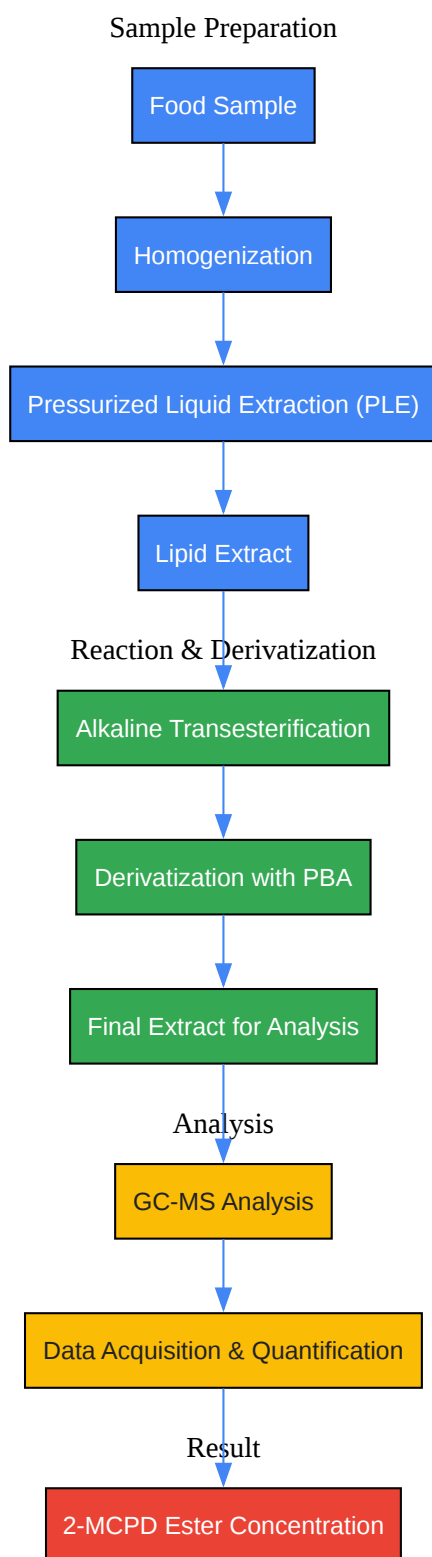 Sample Preparation
Food Sample
Homogenization
Pressurized Liquid Extraction (PLE)
Lipid Extract
Reaction & Derivatization
Alkaline Transesterification
Derivatization with PBA
Final Extract for Analysis
Analysis
GC-MS Analysis
Data Acquisition & Quantification
Result
2-MCPD Ester Concentration